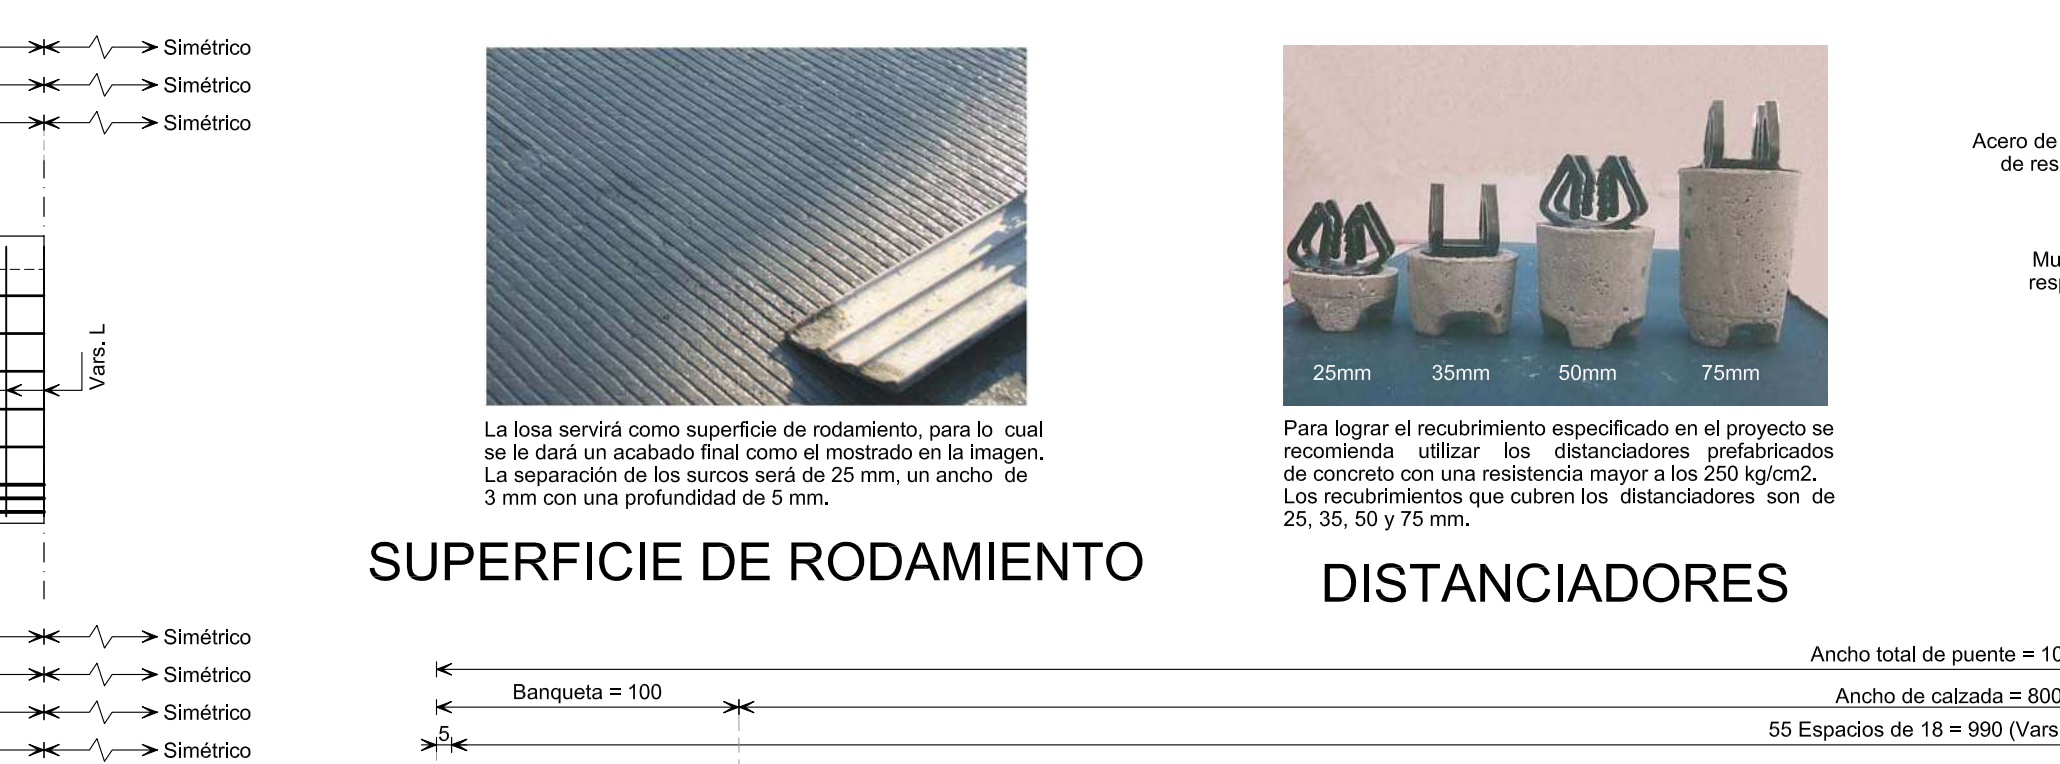 Simétrico
Simétrico
Simétrico
Vars. L
La losa servirá como superficie de rodamiento, para lo cual
se le dará un acabado final como el mostrado en la imagen.
La separación de los surcos será de 25 mm, un ancho de
3 mm con una profundidad de 5 mm.
SUPERFICIE DE RODAMIENTO
25mm 35mm 50mm 75mm
Para lograr el recubrimiento especificado en el proyecto se
recomienda utilizar los distanciadores prefabricados
de concreto con una resistencia mayor a los 250 kg/cm2.
Los recubrimientos que cubren los distanciadores son de
25, 35, 50 y 75 mm.
DISTANCIADORES
Acero de
de res
Mu
resp
Simétrico
Simétrico
Simétrico
Simétrico
Ancho total de puente = 10
Banqueta = 100
Ancho de calzada = 800
5
55 Espacios de 18 = 990 (Vars